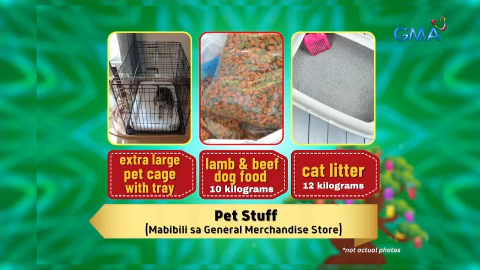 GMA
extra large
pet cage
with tray
lamb & beef
dog food
10 kilograms
cat litter
12 kilograms
Pet Stuff
(Mabibili sa General Merchandise Store)
*not actual photos